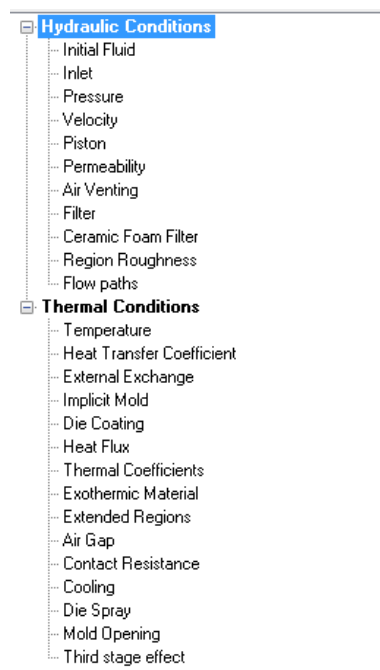 Hydraulic Conditions
Initial Fluid
Inlet
Pressure
Velocity
Piston
Permeability
Air Venting
Filter
Ceramic Foam Filter
Region Roughness
Flow paths
Thermal Conditions
Temperature
Heat Transfer Coefficient
External Exchange
Implicit Mold
Die Coating
Heat Flux
Thermal Coefficients
Exothermic Material
Extended Regions
Air Gap
Contact Resistance
Cooling
Die Spray
Mold Opening
Third stage effect